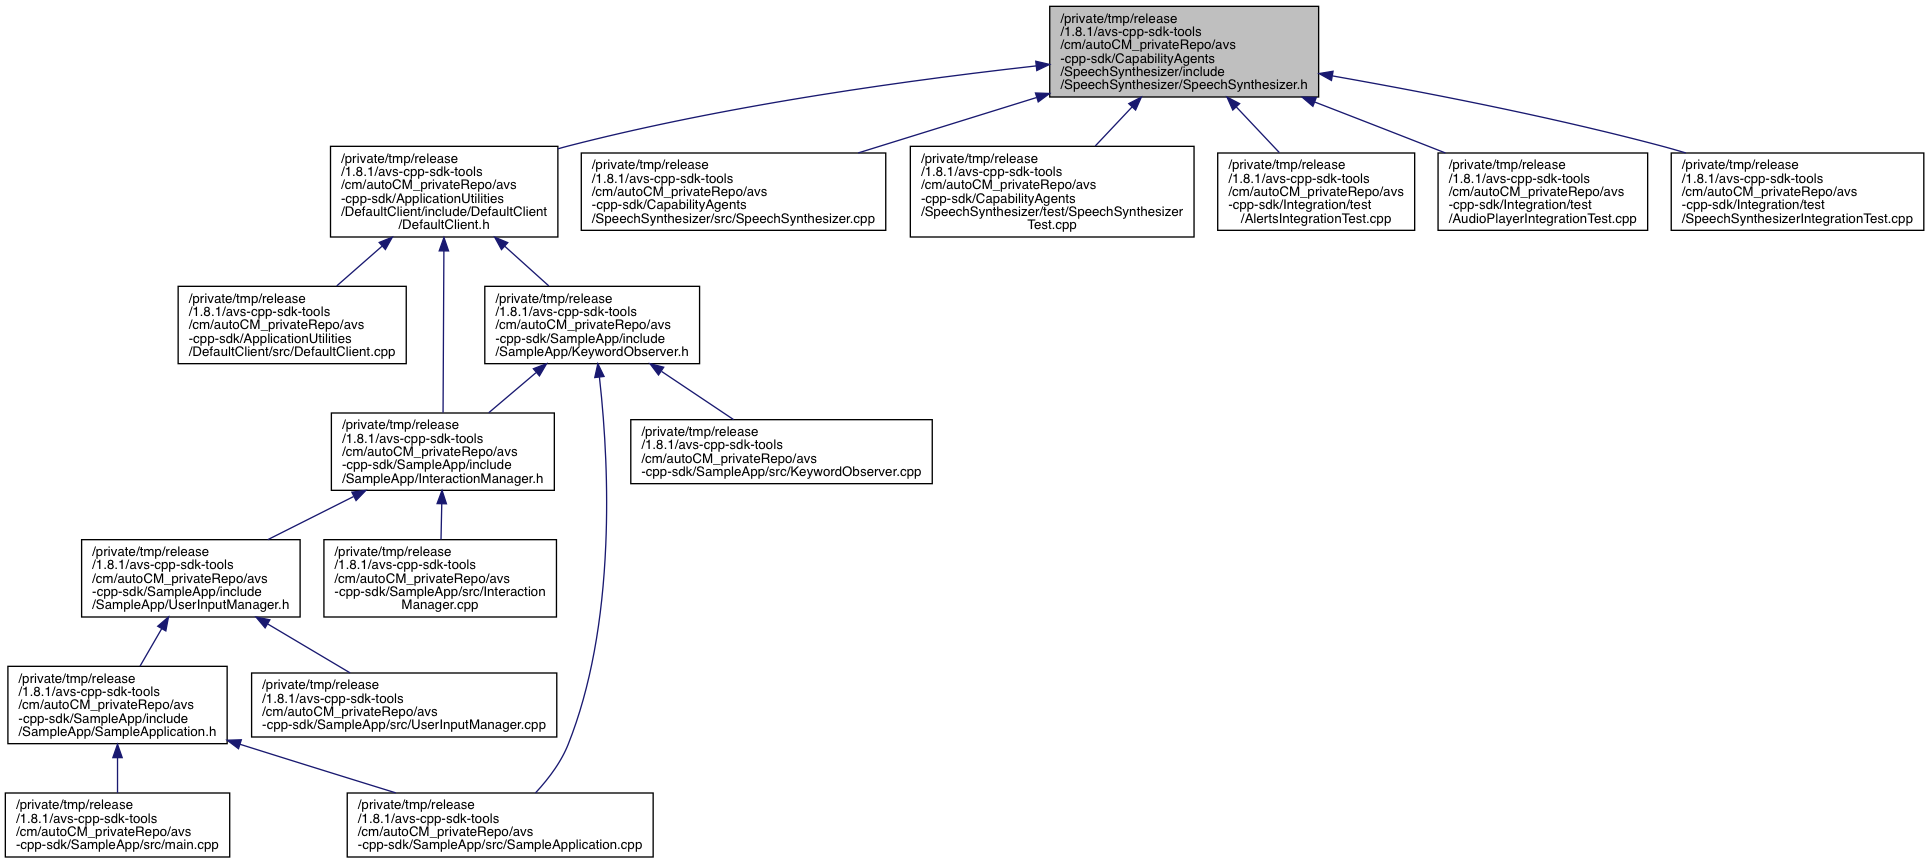 /private/tmp/release
/1.8.1/avs-cpp-sdk-tools
/cm/autoCM_privateRepo/avs
-cpp-sdk/CapabilityAgents
/SpeechSynthesizer/include
/SpeechSynthesizer/SpeechSynthesizer.h
/private/tmp/release
/1.8.1/avs-cpp-sdk-tools
/cm/autoCM_privateRepo/avs
-cpp-sdk/ApplicationUtilities
/DefaultClient/include/DefaultClient
/DefaultClient.h
/private/tmp/release
/1.8.1/avs-cpp-sdk-tools
/cm/autoCM_privateRepo/avs
-cpp-sdk/CapabilityAgents
/SpeechSynthesizer/src/SpeechSynthesizer.cpp
/private/tmp/release
/1.8.1/avs-cpp-sdk-tools
/cm/autoCM_privateRepo/avs
-cpp-sdk/CapabilityAgents
/SpeechSynthesizer/test/SpeechSynthesizer
Test.cpp
/private/tmp/release
/1.8.1/avs-cpp-sdk-tools
/cm/autoCM_privateRepo/avs
-cpp-sdk/Integration/test
/AlertsIntegrationTest.cpp
/private/tmp/release
/1.8.1/avs-cpp-sdk-tools
/cm/autoCM_privateRepo/avs
-cpp-sdk/Integration/test
/AudioPlayerIntegrationTest.cpp
/private/tmp/release
/1.8.1/avs-cpp-sdk-tools
/cm/autoCM_privateRepo/avs
-cpp-sdk/Integration/test
/SpeechSynthesizerIntegrationTest.cpp
/private/tmp/release
/1.8.1/avs-cpp-sdk-tools
/cm/autoCM_privateRepo/avs
-cpp-sdk/ApplicationUtilities
/DefaultClient/src/DefaultClient.cpp
/private/tmp/release
/1.8.1/avs-cpp-sdk-tools
/cm/autoCM_privateRepo/avs
-cpp-sdk/SampleApp/include
/SampleApp/KeywordObserver.h
/private/tmp/release
/1.8.1/avs-cpp-sdk-tools
/cm/autoCM_privateRepo/avs
-cpp-sdk/SampleApp/include
/SampleApp/InteractionManager.h
/private/tmp/release
/1.8.1/avs-cpp-sdk-tools
/cm/autoCM_privateRepo/avs
-cpp-sdk/SampleApp/src/KeywordObserver.cpp
/private/tmp/release
/1.8.1/avs-cpp-sdk-tools
/cm/autoCM_privateRepo/avs
-cpp-sdk/SampleApp/include
/SampleApp/UserInputManager.h
/private/tmp/release
/1.8.1/avs-cpp-sdk-tools
/cm/autoCM_privateRepo/avs
-cpp-sdk/SampleApp/src/Interaction
Manager.cpp
/private/tmp/release
/1.8.1/avs-cpp-sdk-tools
/cm/autoCM_privateRepo/avs
-cpp-sdk/SampleApp/include
/SampleApp/SampleApplication.h
/private/tmp/release
/1.8.1/avs-cpp-sdk-tools
/cm/autoCM_privateRepo/avs
-cpp-sdk/SampleApp/src/UserInputManager.cpp
/private/tmp/release
/1.8.1/avs-cpp-sdk-tools
/cm/autoCM_privateRepo/avs
-cpp-sdk/SampleApp/src/main.cpp
/private/tmp/release
/1.8.1/avs-cpp-sdk-tools
/cm/autoCM_privateRepo/avs
-cpp-sdk/SampleApp/src/SampleApplication.cpp